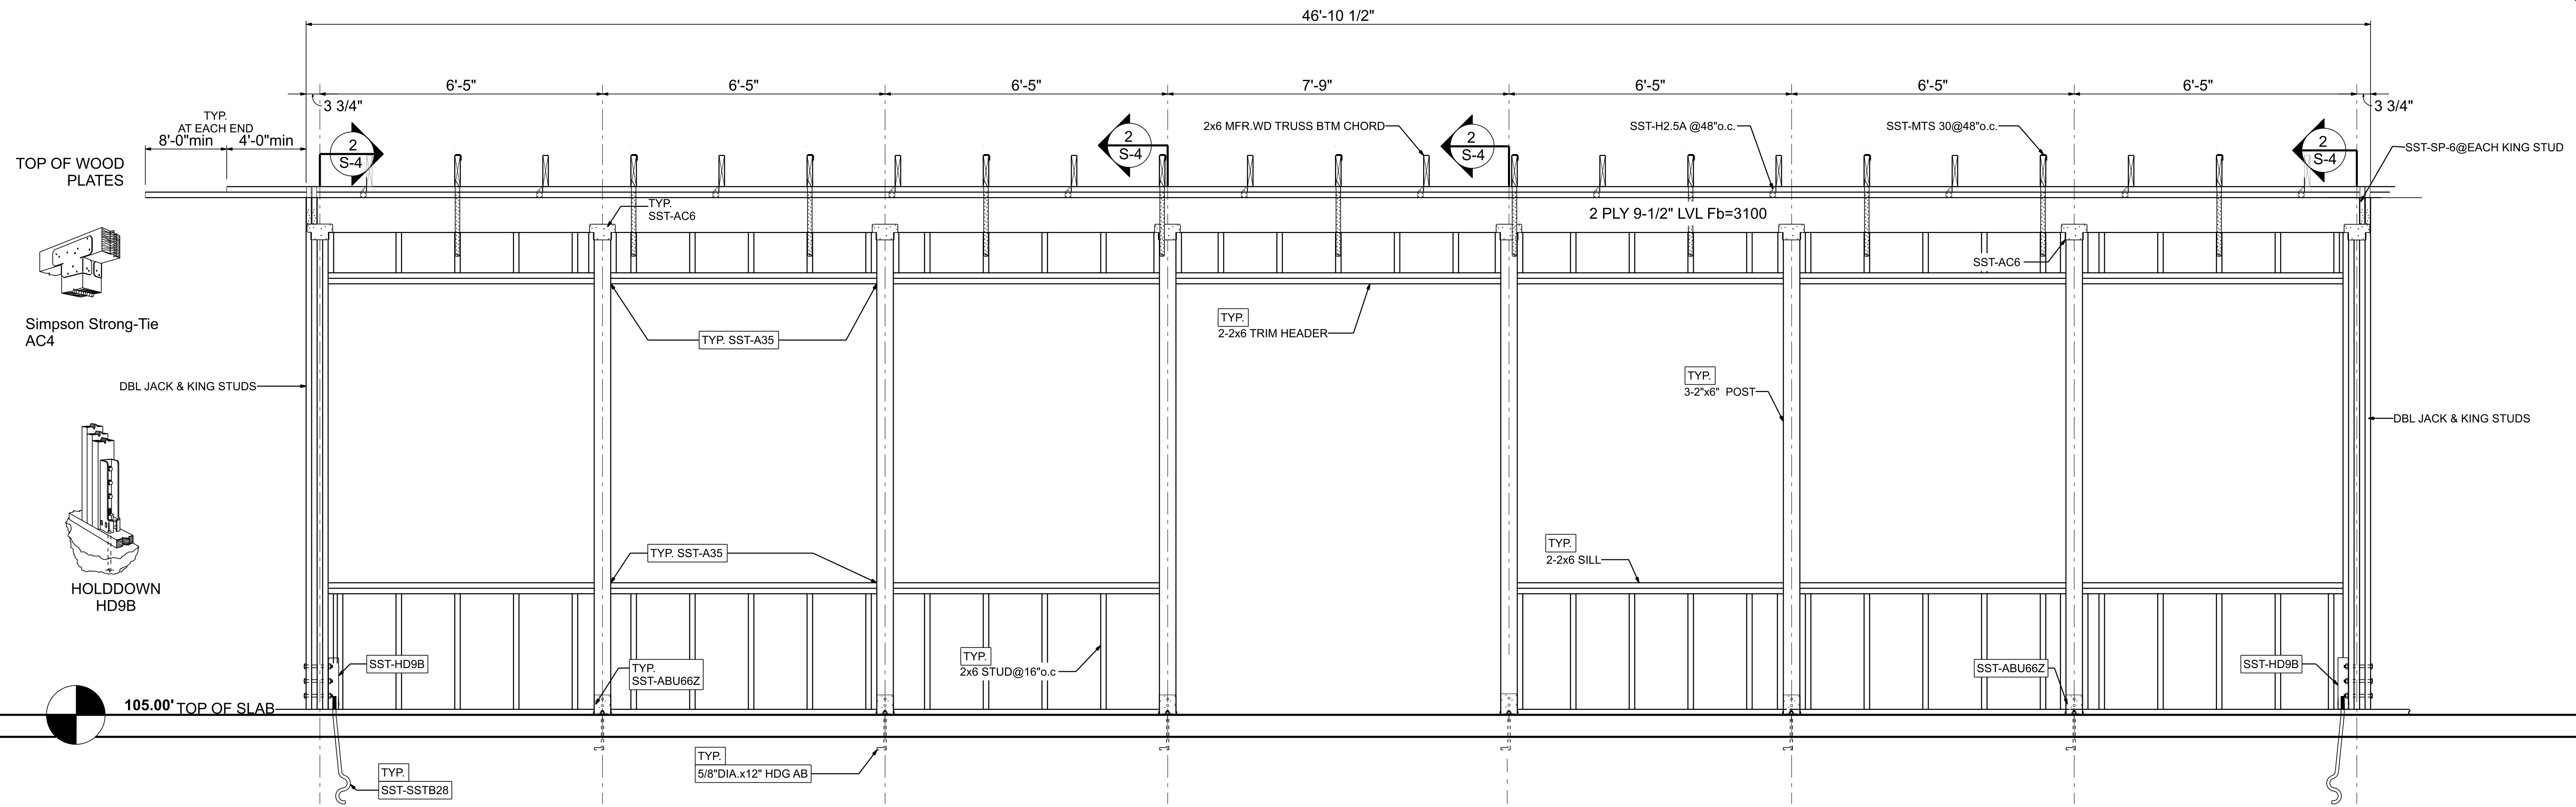 46'-10 1/2"
6'-5"
6'-5"
6'-5"
7'-9"
6'-5"
6'-5"
6'-5"
3 3/4"
3 3/4"
TYP.
AT EACH END
8'-0"min
4'-0"min
TOP OF WOOD
PLATES
2
S-4
2
S-4
2x6 MFR.WD TRUSS BTM CHORD
2
S-4
SST-H2.5A @48"o.c.
SST-MTS 30@48"o.c.
2
S-4
SST-SP-6@EACH KING STUD
TYP.
SST-AC6
2 PLY 9-1/2" LVL Fb=3100
SST-AC6
Simpson Strong-Tie
AC4
TYP. SST-A35
TYP.
2-2x6 TRIM HEADER
DBL JACK & KING STUDS
TYP.
3-2"x6" POST
DBL JACK & KING STUDS
TYP. SST-A35
TYP.
2-2x6 SILL
HOLDDOWN
HD9B
SST-HD9B
TYP.
SST-ABU66Z
TYP.
2x6 STUD@16"o.c
SST-ABU66Z
SST-HD9B
105.00' TOP OF SLAB
TYP.
SST-SSTB28
TYP.
5/8"DIA.x12" HDG AB